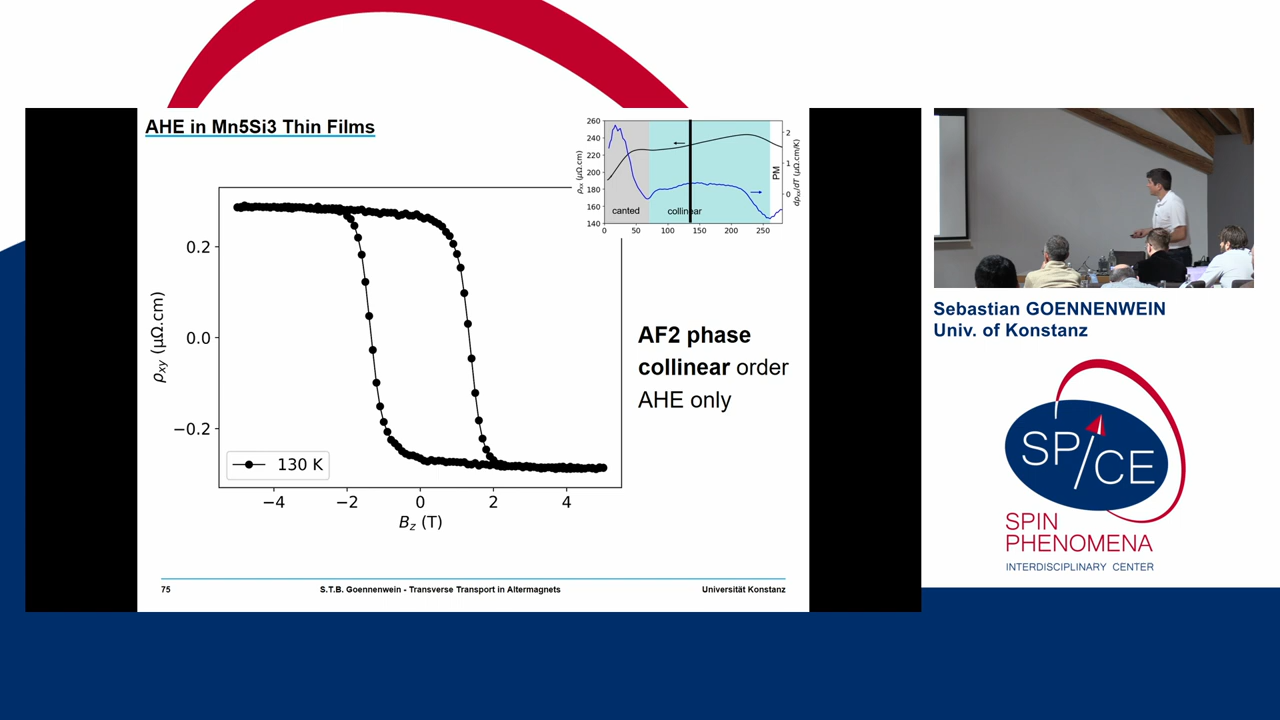 AHE in Mn5Si3 Thin Films
260
240
220
200
180
160
140
ρxx (μΩ.cm)
2
1
0
dρxx/dT (μΩ.cm/K)
PM
canted
collinear
0 50 100 150 200 250
0.2
0.0
−0.2
ρxy (μΩ.cm)
130 K
−4 −2 0 2 4
Bz (T)
AF2 phase
collinear order
AHE only
75 S.T.B. Goennenwein - Transverse Transport in Altermagnets Universität Konstanz
Sebastian GOENNENWEIN
Univ. of Konstanz
SP/CE
SPIN
PHENOMENA
INTERDISCIPLINARY CENTER